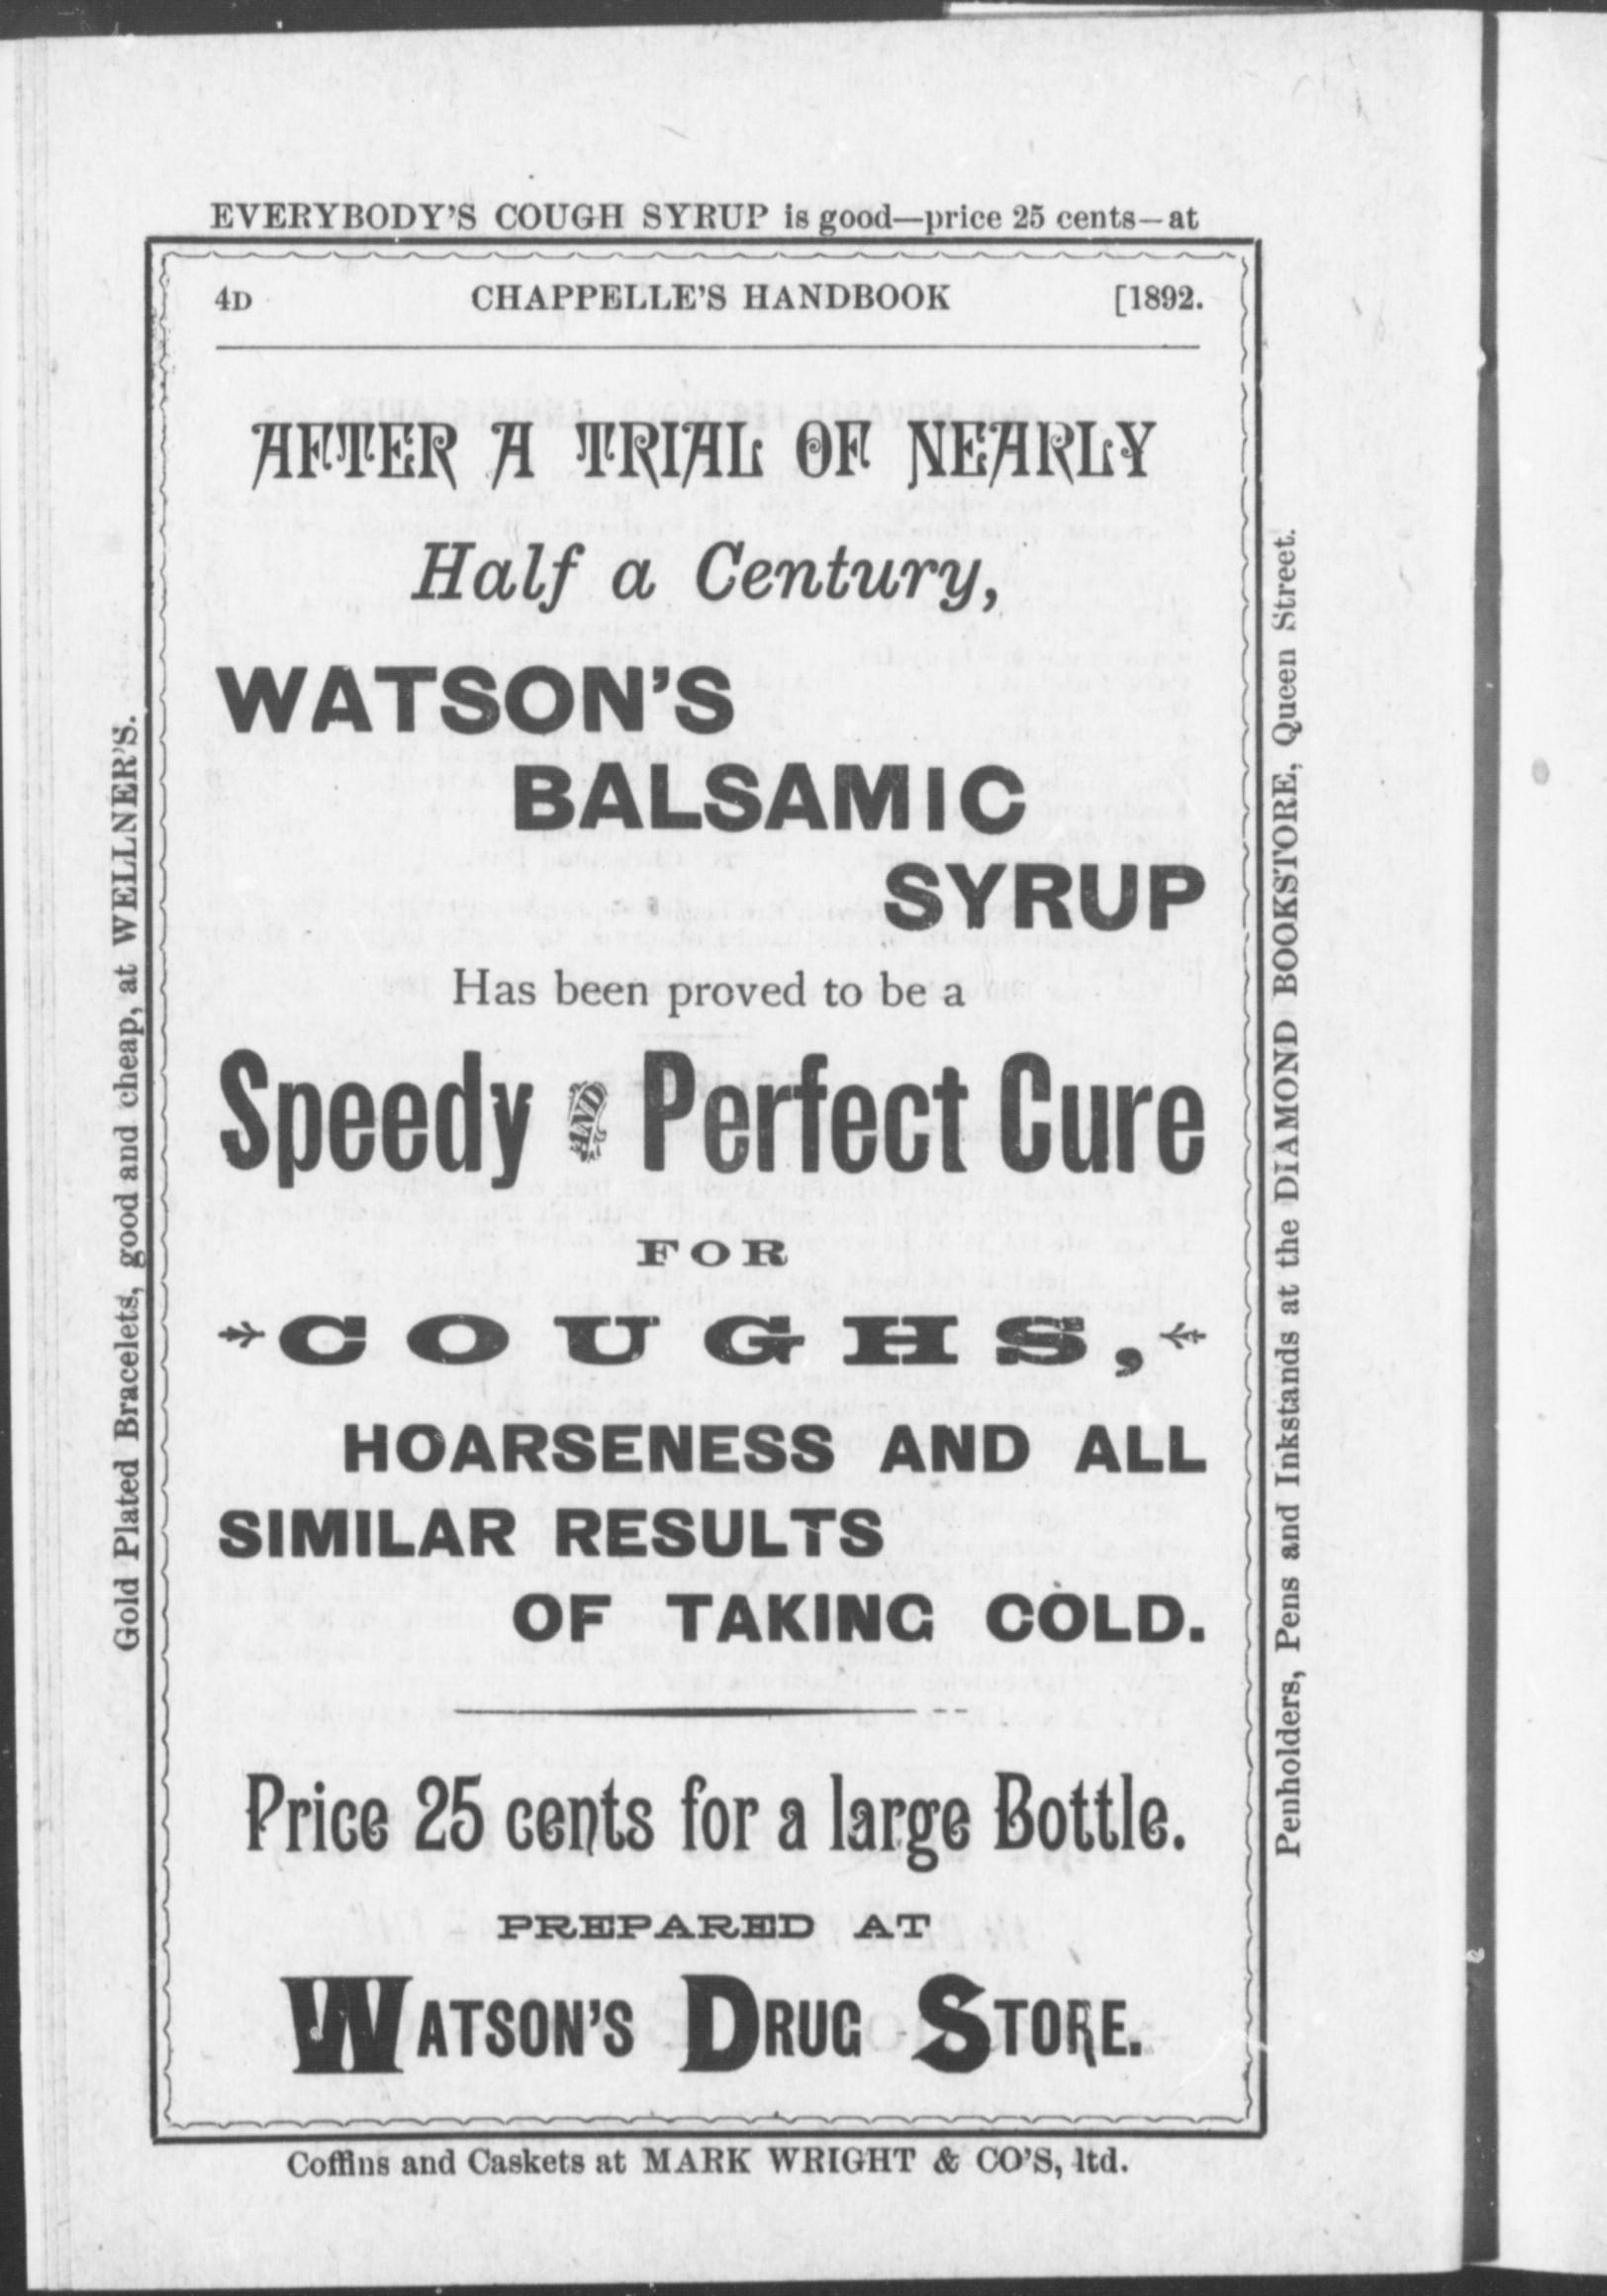 EVERYBODY'S COUGH SYRUP is good—price 25 cents—at
4D CHAPPELLE'S HANDBOOK [1892.
AFTER A TRIAL OF NEARLY
Half a Century,
WATSON'S
BALSAMIC
SYRUP
Has been proved to be a
Speedy AND Perfect Cure
FOR
COUGHS,
HOARSENESS AND ALL
SIMILAR RESULTS
OF TAKING COLD.
Price 25 cents for a large Bottle.
PREPARED AT
WATSON'S DRUG STORE.
Coffins and Caskets at MARK WRIGHT & CO'S, ltd.
Gold Plated Bracelets, good and cheap, at WELLNER'S.
Penholders, Pens and Inkstands at the DIAMOND BOOKSTORE, Queen Street.